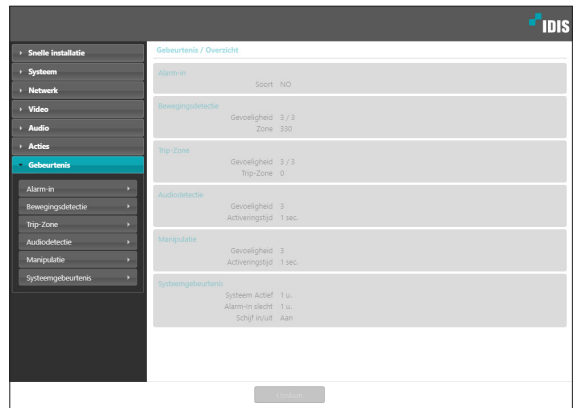 IDIS
Snelle installatie
Systeem
Netwerk
Video
Audio
Acties
Gebeurtenis
Alarm-in
Bewegingsdetectie
Trip-Zone
Audiodetectie
Manipulatie
Systeemgebeurtenis
Gebeurtenis / Overzicht
Alarm-in
Soort NO
Bewegingsdetectie
Gevoeligheid 3 / 3
Zone 330
Trip-Zone
Gevoeligheid 3 / 3
Trip-Zone 0
Audiodetectie
Gevoeligheid 3
Activeringstijd 1 sec.
Manipulatie
Gevoeligheid 3
Activeringstijd 1 sec.
Systeemgebeurtenis
Systeem Actief 1 u.
Alarm-In slecht 1 u.
Schijf in/uit Aan